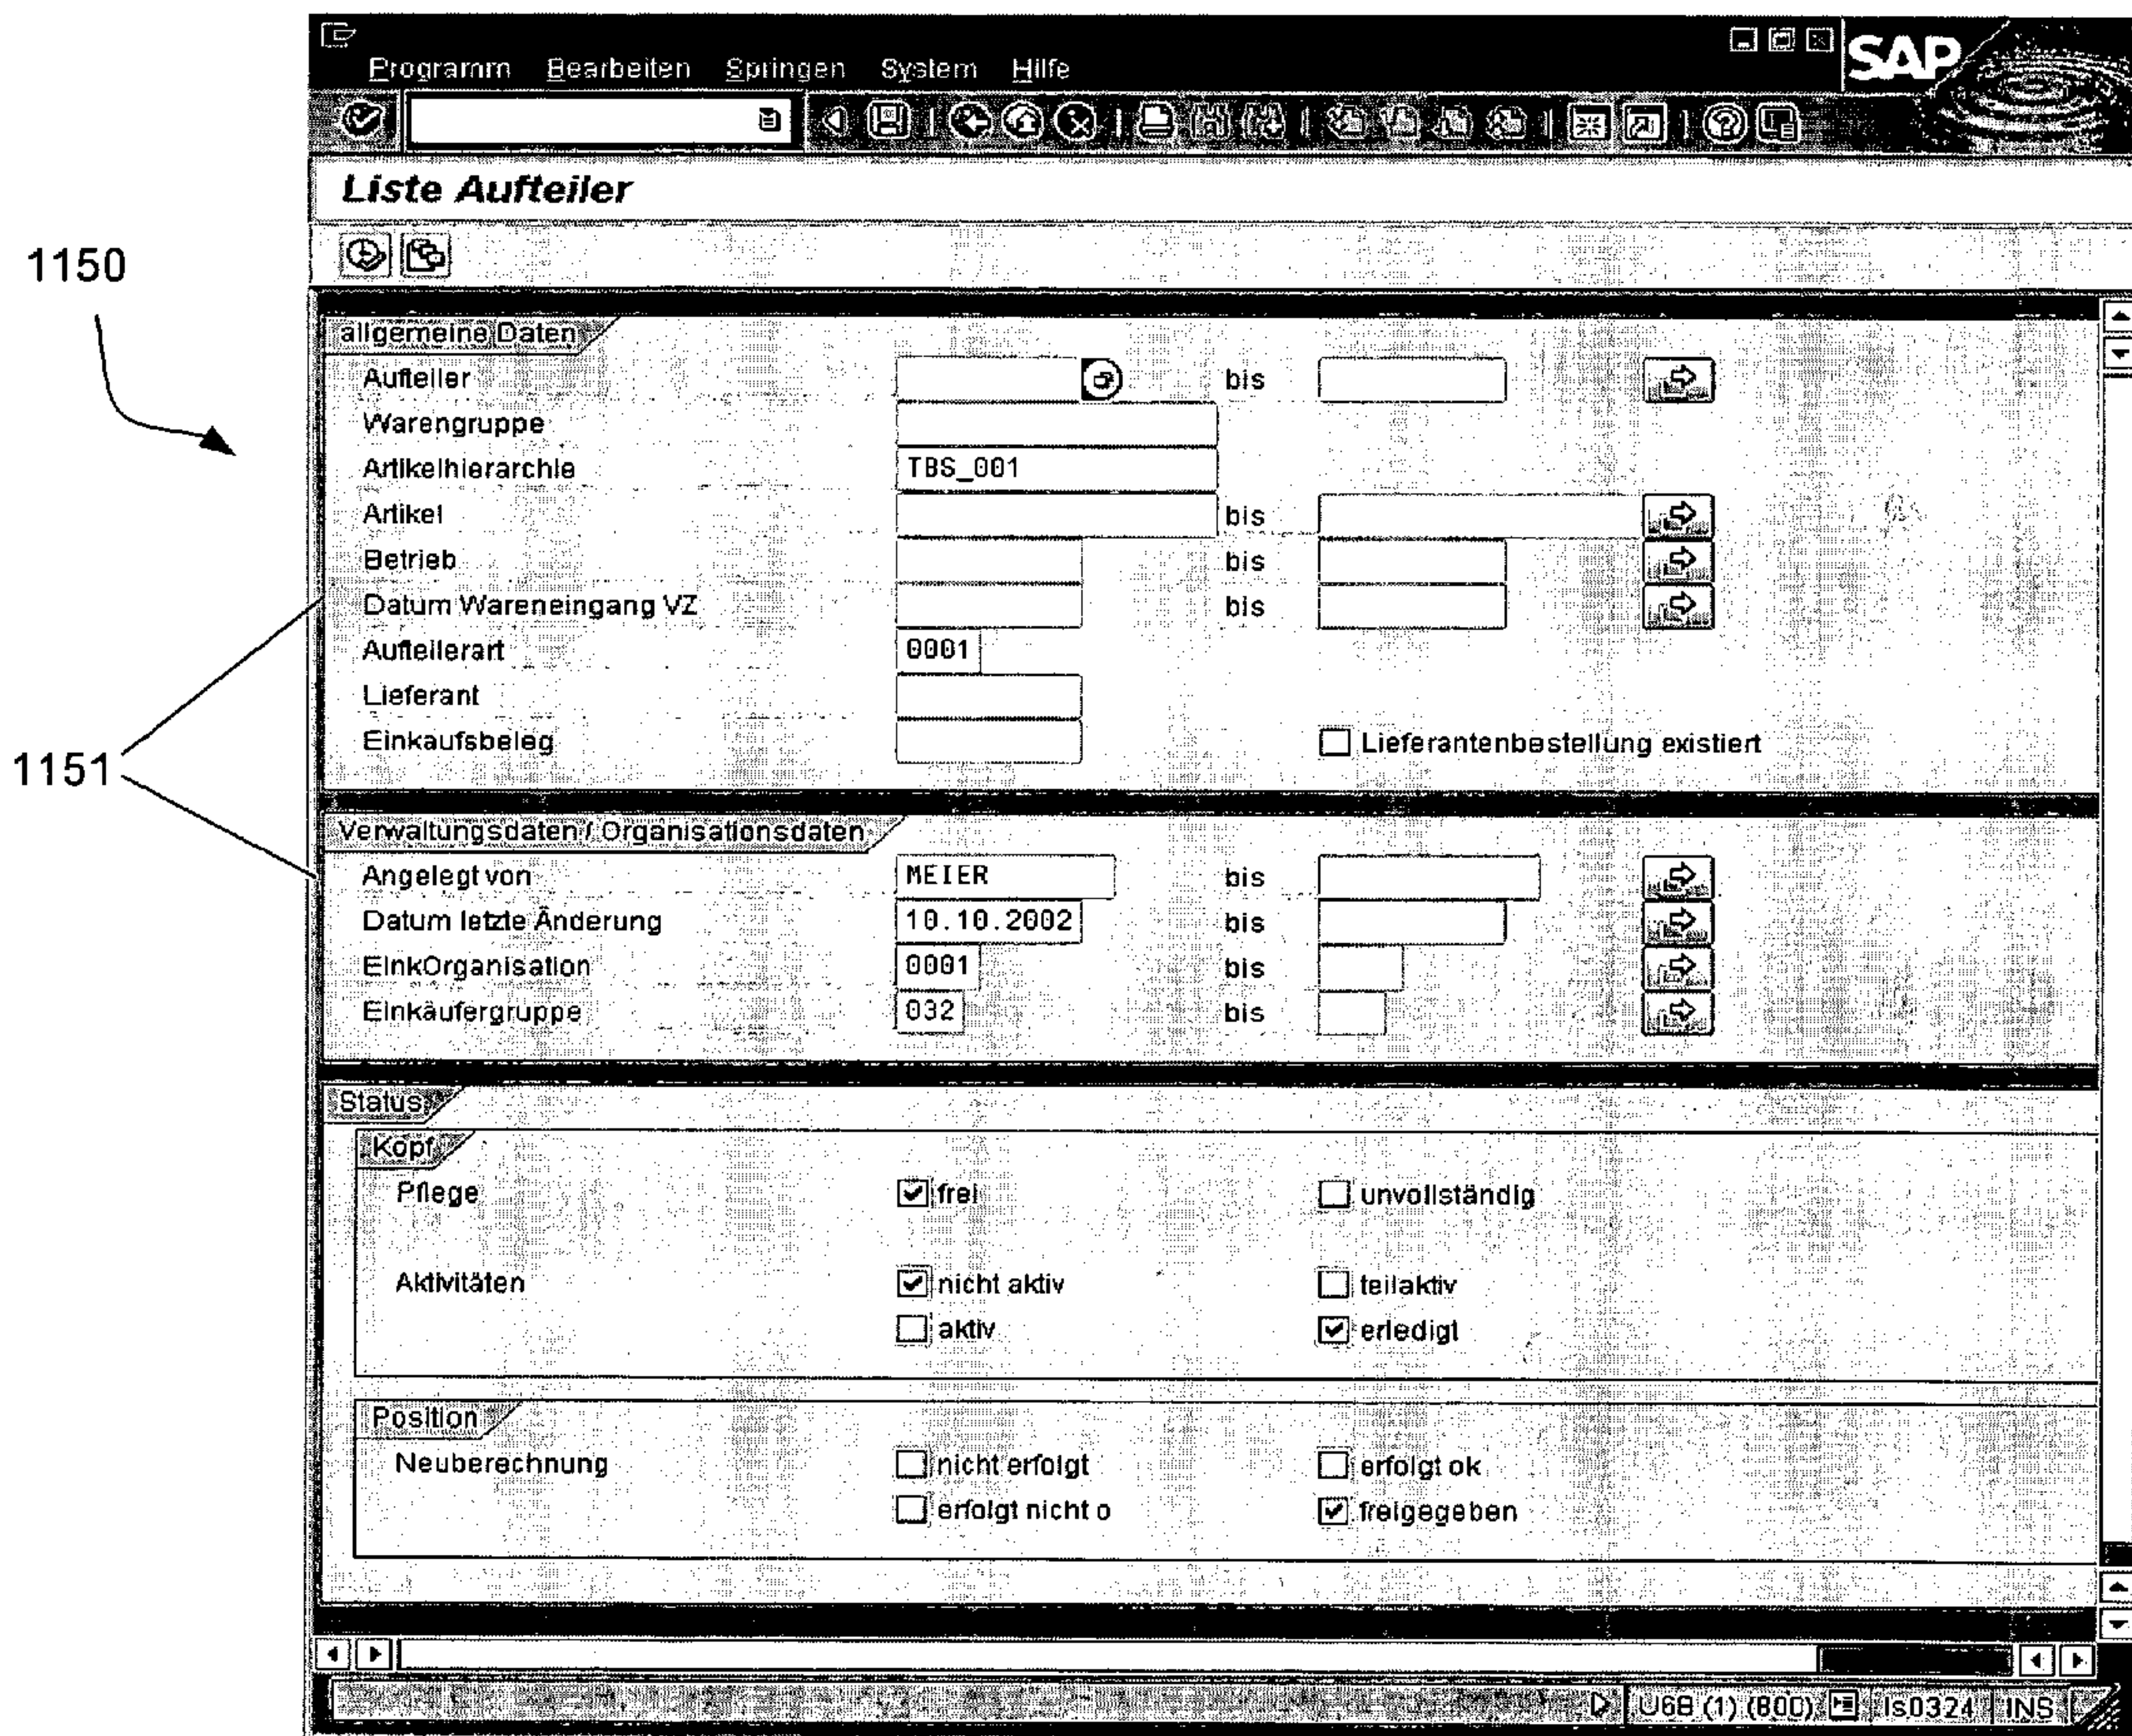 SAP
Programm Bearbeiten Springen System Hilfe
Liste Aufteiler
1150
allgemeine Daten
Aufteiler bis
Warengruppe
Artikelhierarchie TBS_001
Artikel bis
Betrieb bis
Datum Wareneingang VZ bis
Aufteilerart 0001
Lieferant
Einkaufsbeleg Lieferantenbestellung existiert
1151
Verwaltungsdaten / Organisationsdaten
Angelegt von MEIER bis
Datum letzte Änderung 10.10.2002 bis
EinkOrganisation 0001 bis
Einkäufergruppe 032 bis
Status
Kopf
Pflege frei unvollständig
Aktivitäten nicht aktiv teilaktiv
aktiv erledigt
Position
Neuberechnung nicht erfolgt erfolgt ok
erfolgt nicht o freigegeben
U6B (1) (800) ls0324 INS